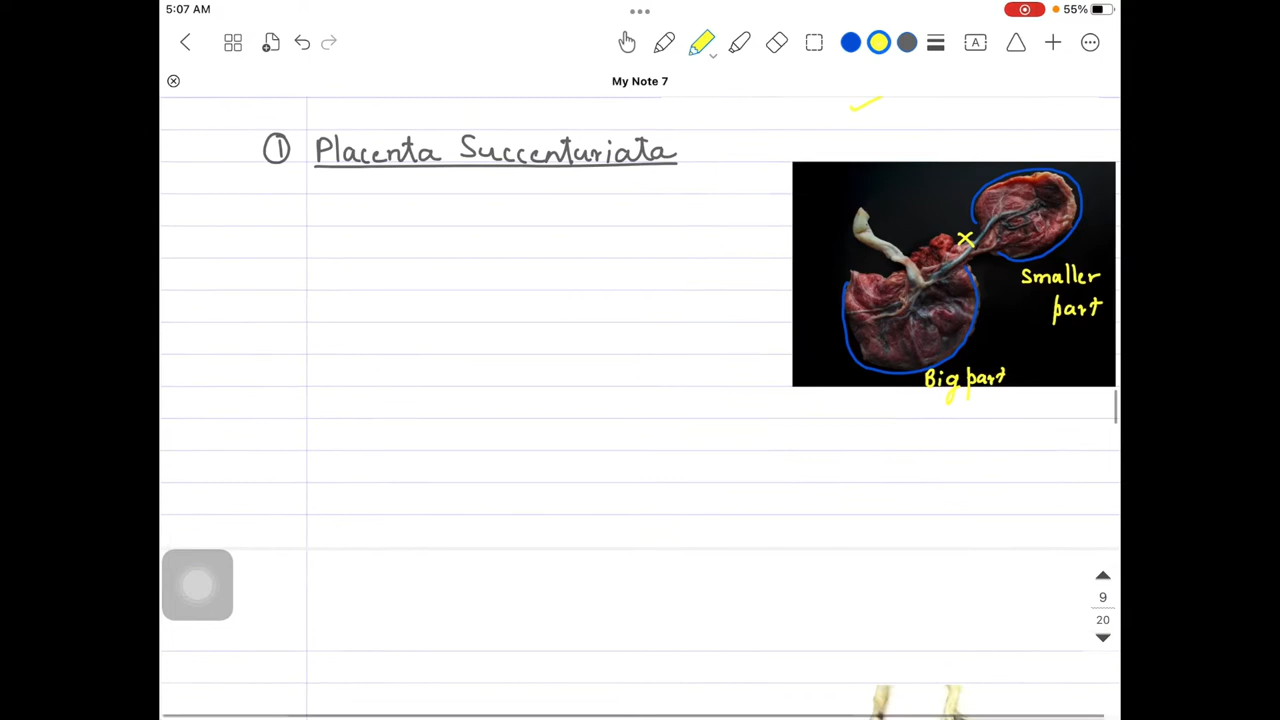 5:07 AM
55%
My Note 7
A
① Placenta Succenturiata
×
Smaller
part
Big part
9
20